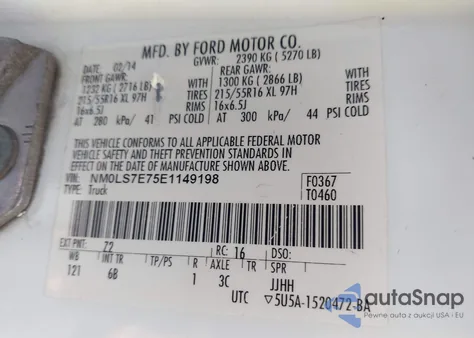 MFD. BY FORD MOTOR CO.
DATE: 02/14 GVWR: 2390 KG ( 5270 LB)
FRONT GAWR: REAR GAWR:
1232 KG ( 2716 LB) 1300 KG ( 2866 LB)
WITH WITH
215/55R16 XL 97H TIRES 215/55R16 XL 97H TIRES
16x6.5J RIMS 16x6.5J RIMS
AT 280 kPa/ 41 PSI COLD AT 300 kPa/ 44 PSI COLD
THIS VEHICLE CONFORMS TO ALL APPLICABLE FEDERAL MOTOR
VEHICLE SAFETY AND THEFT PREVENTION STANDARDS IN
EFFECT ON THE DATE OF MANUFACTURE SHOWN ABOVE.
VIN: NM0LS7E75E1149198 F0367
TYPE: Truck T0460
EXT PNT: Z2 RC: 16 DSO:
WB INT TR TP/PS R AXLE TR SPR
121 6B 1 3C JJHH
UTC ▽5U5A-1520472-BA
autoSnap
Pewne aukcje z USA - EU